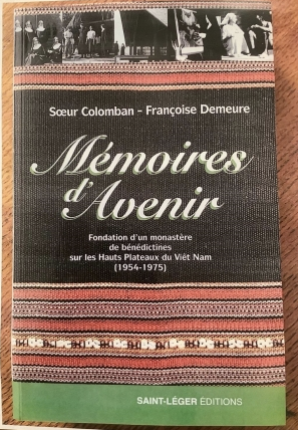 Sœur Colomban - Françoise Demeure
Mémoires
d'Avenir
Fondation d'un monastère
de bénédictines
sur les Hauts Plateaux du Viêt Nam
(1954-1975)
SAINT-LÉGER ÉDITIONS